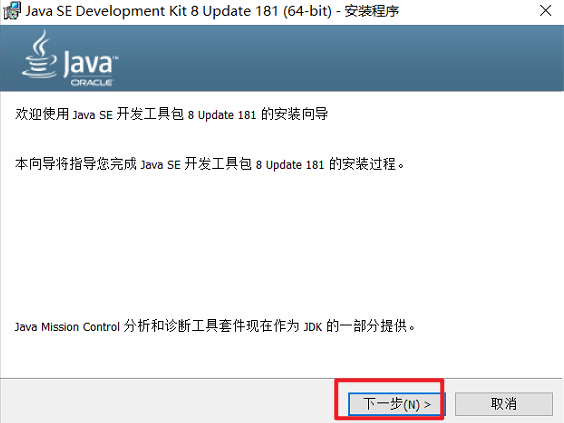 Java SE Development Kit 8 Update 181 (64-bit) - 安装程序
Java™
ORACLE
欢迎使用 Java SE 开发工具包 8 Update 181 的安装向导
本向导将指导您完成 Java SE 开发工具包 8 Update 181 的安装过程。
Java Mission Control 分析和诊断工具套件现在作为 JDK 的一部分提供。
下一步(N) > 取消